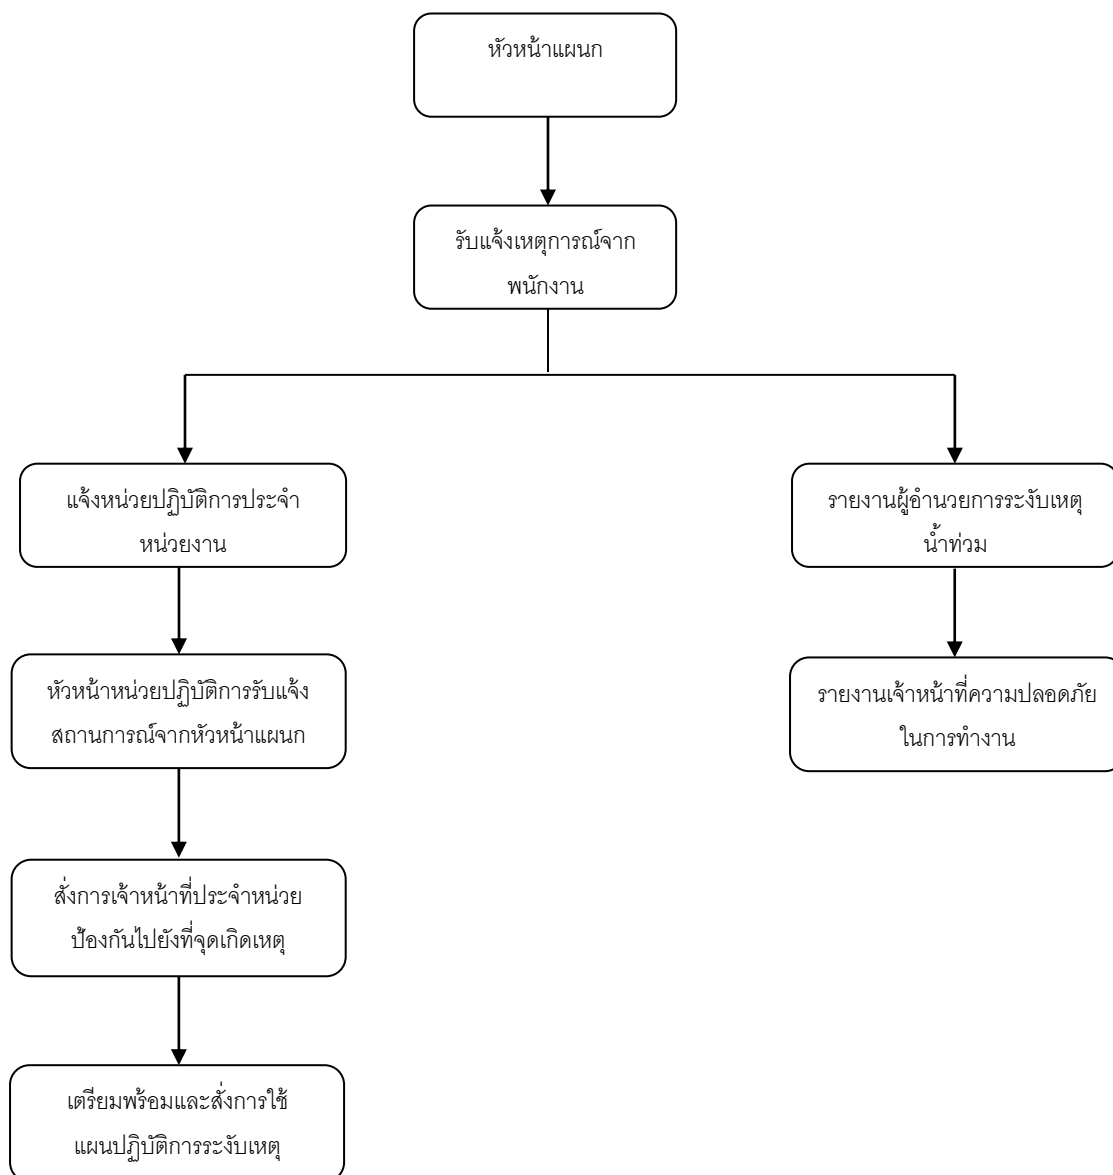 หัวหน้าแผนก
รับแจ้งเหตุการณ์จาก
พนักงาน
แจ้งหน่วยปฏิบัติการประจำ
หน่วยงาน
รายงานผู้อำนวยการระงับเหตุ
น้ำท่วม
หัวหน้าหน่วยปฏิบัติการรับแจ้ง
สถานการณ์จากหัวหน้าแผนก
รายงานเจ้าหน้าที่ความปลอดภัย
ในการทำงาน
สั่งการเจ้าหน้าที่ประจำหน่วย
ป้องกันไปยังที่จุดเกิดเหตุ
เตรียมพร้อมและสั่งการใช้
แผนปฏิบัติการระงับเหตุ